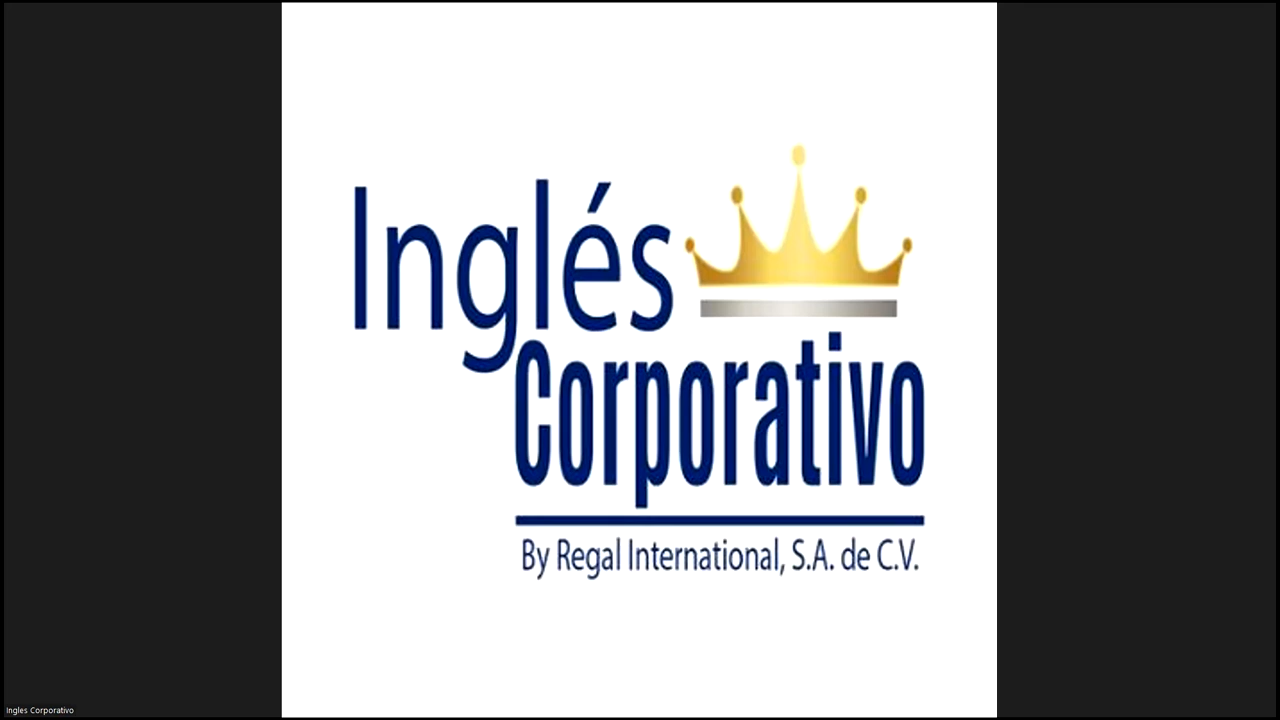 Inglés
Corporativo
By Regal International, S.A. de C.V.
Ingles Corporativo